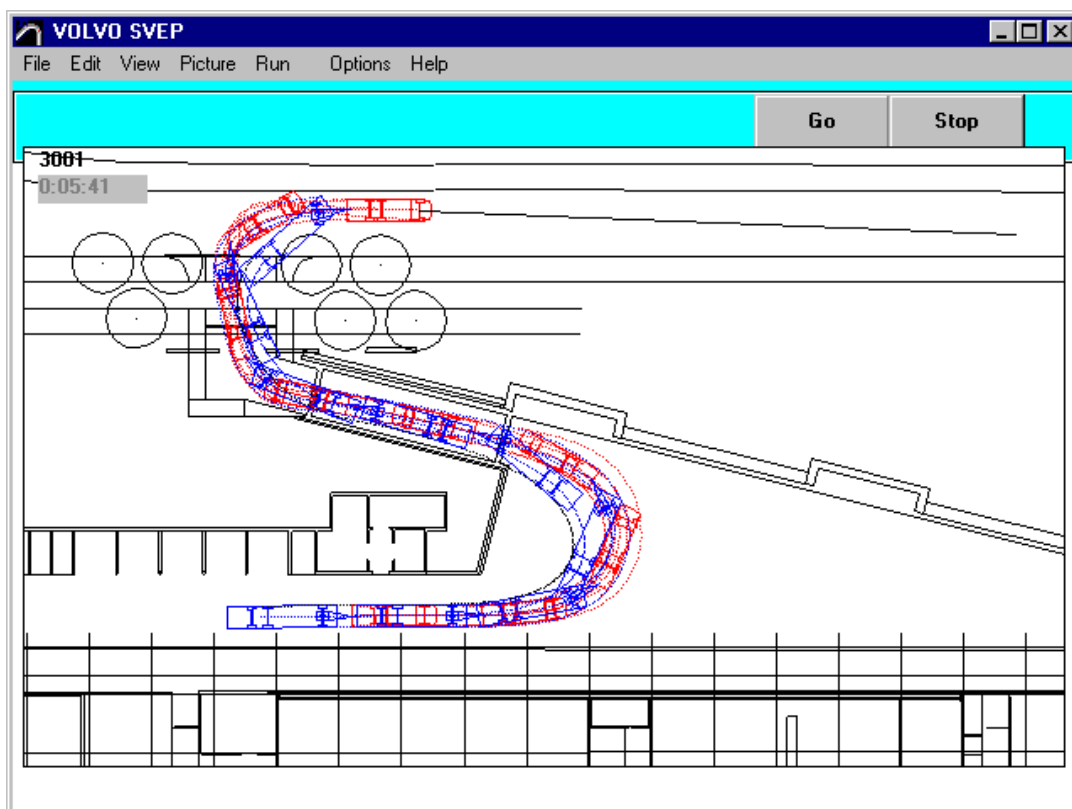 VOLVO SVEP
File Edit View Picture Run Options Help
Go Stop
3001
0:05:41